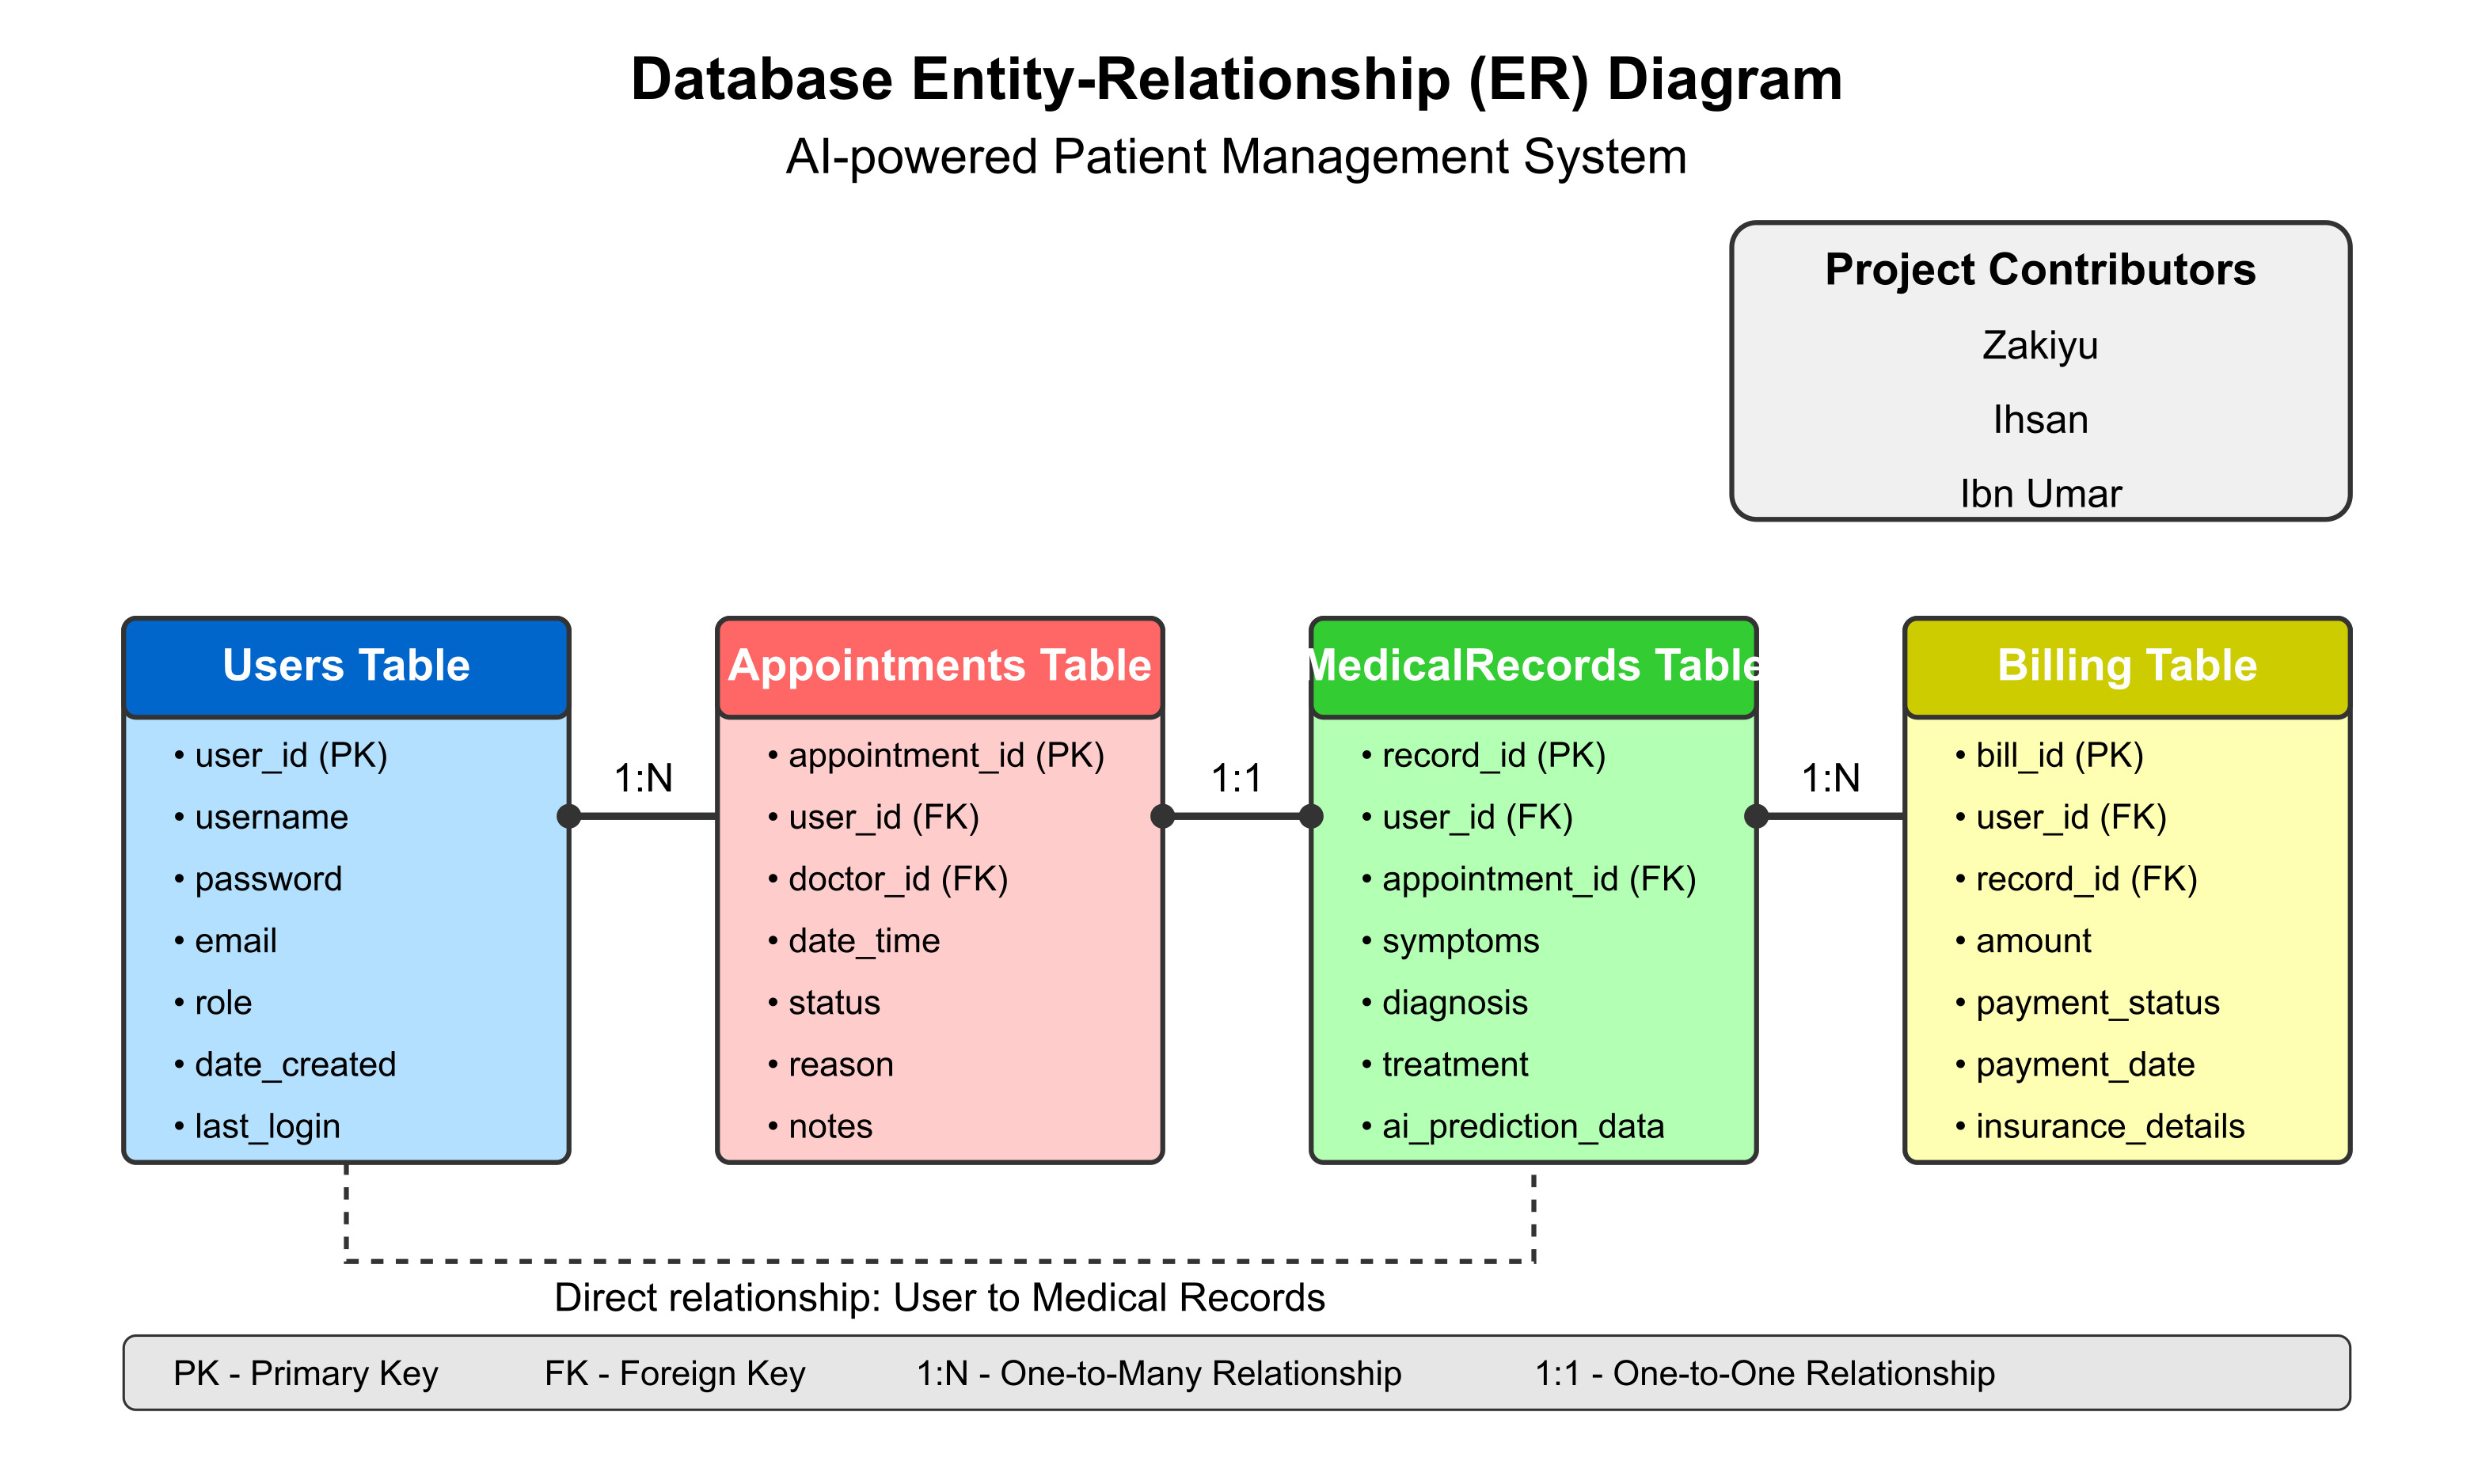 Database Entity-Relationship (ER) Diagram
AI-powered Patient Management System
Project Contributors
Zakiyu
Ihsan
Ibn Umar
Users Table
• user_id (PK)
• username
• password
• email
• role
• date_created
• last_login
1:N
Appointments Table
• appointment_id (PK)
• user_id (FK)
• doctor_id (FK)
• date_time
• status
• reason
• notes
1:1
MedicalRecords Table
• record_id (PK)
• user_id (FK)
• appointment_id (FK)
• symptoms
• diagnosis
• treatment
• ai_prediction_data
1:N
Billing Table
• bill_id (PK)
• user_id (FK)
• record_id (FK)
• amount
• payment_status
• payment_date
• insurance_details
Direct relationship: User to Medical Records
PK - Primary Key
FK - Foreign Key
1:N - One-to-Many Relationship
1:1 - One-to-One Relationship